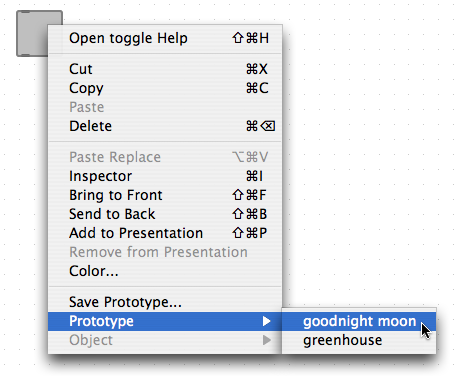 Open toggle Help ⇧⌘H
Cut ⌘X
Copy ⌘C
Paste
Delete ⌘⌫
Paste Replace ⌥⌘V
Inspector ⌘I
Bring to Front ⇧⌘F
Send to Back ⇧⌘B
Add to Presentation ⇧⌘P
Remove from Presentation
Color...
Save Prototype...
Prototype ▶
goodnight moon
Object ▶
greenhouse